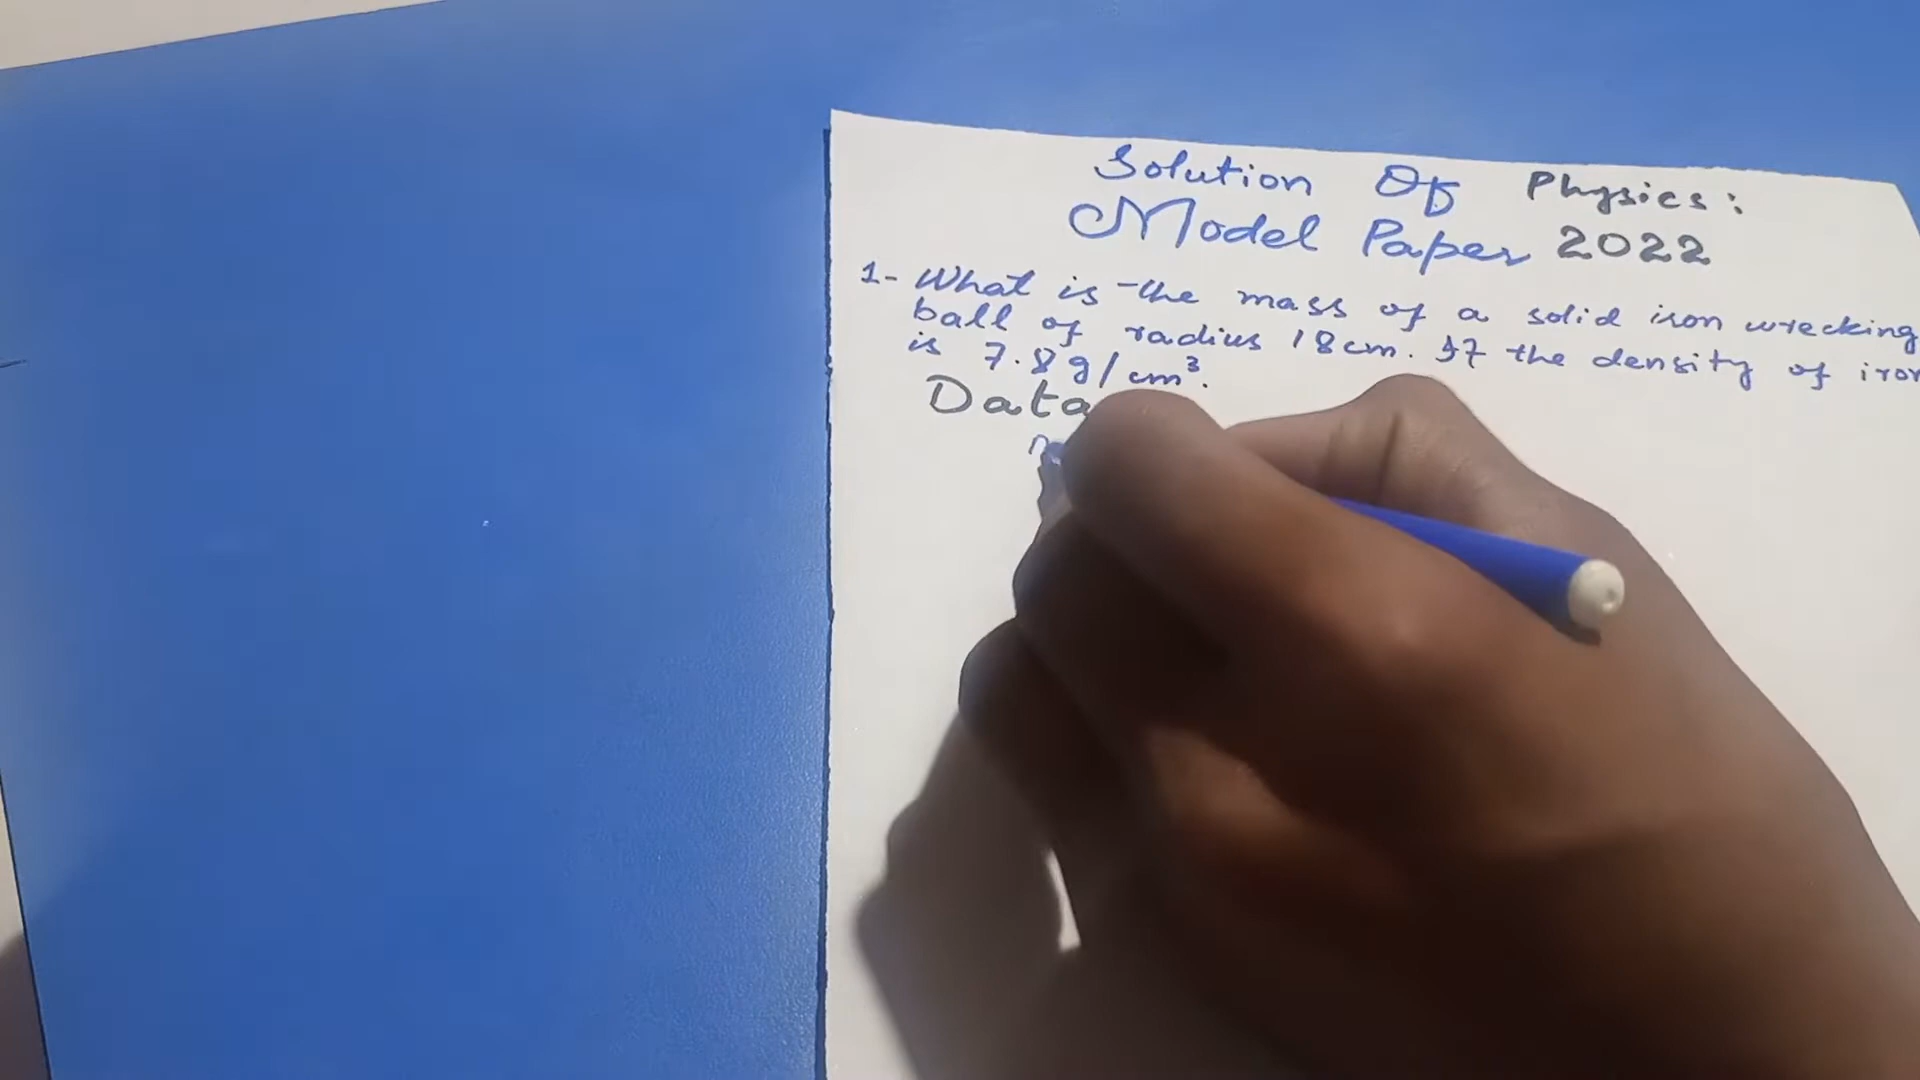 Solution Of Physics:
Model Paper 2022
1- What is the mass of a solid iron wrecking
ball of radius 18cm. If the density of iron
is 7.8g/cm³.
Data